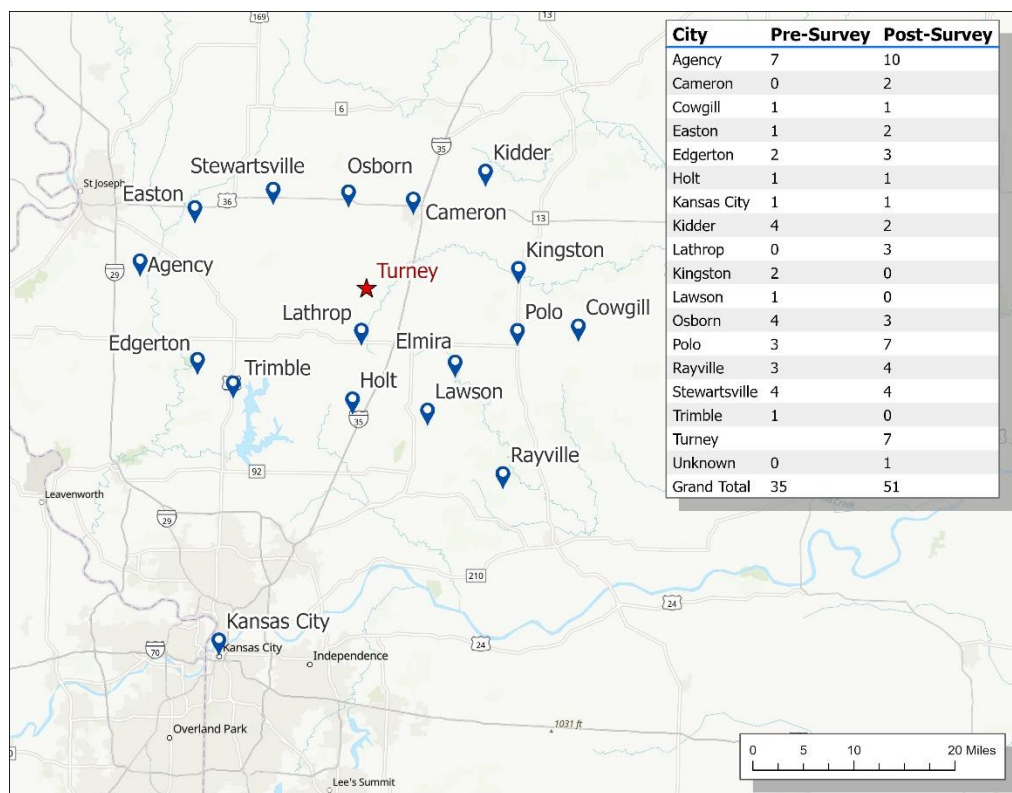 169
13
6
35
Kidder
Stewartsville
Osborn
St Joseph
Easton
36
Cameron
13
Kingston
Agency
29
Turney
Lathrop
Polo
Cowgill
Edgerton
Elmira
Trimble
Holt
Lawson
35
Rayville
92
Leavenworth
29
210
24
Kansas City
70
Kansas City
Independence
24
Overland Park
1031 ft
Lee's Summit
City Pre-Survey Post-Survey
Agency 7 10
Cameron 0 2
Cowgill 1 1
Easton 1 2
Edgerton 2 3
Holt 1 1
Kansas City 1 1
Kidder 4 2
Lathrop 0 3
Kingston 2 0
Lawson 1 0
Osborn 4 3
Polo 3 7
Rayville 3 4
Stewartsville 4 4
Trimble 1 0
Turney 7
Unknown 0 1
Grand Total 35 51
0 5 10 20 Miles